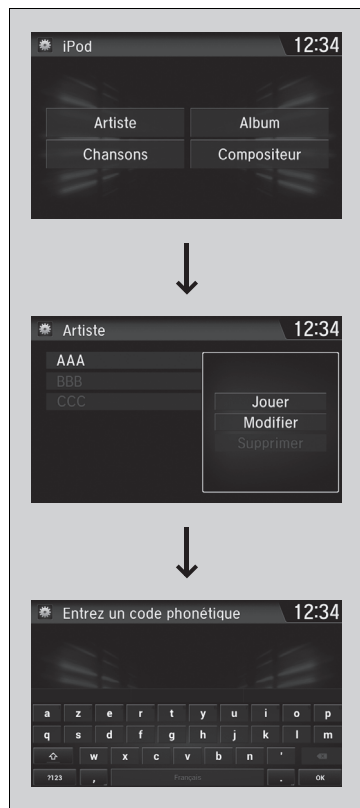 iPod 12:34
Artiste Album
Chansons Compositeur
Artiste 12:34
AAA
BBB
CCC
Jouer
Modifier
Supprimer
Entrez un code phonétique 12:34
a z e r t y u i o p
q s d f g h j k l m
w x c v b n '
?123 , Français . OK